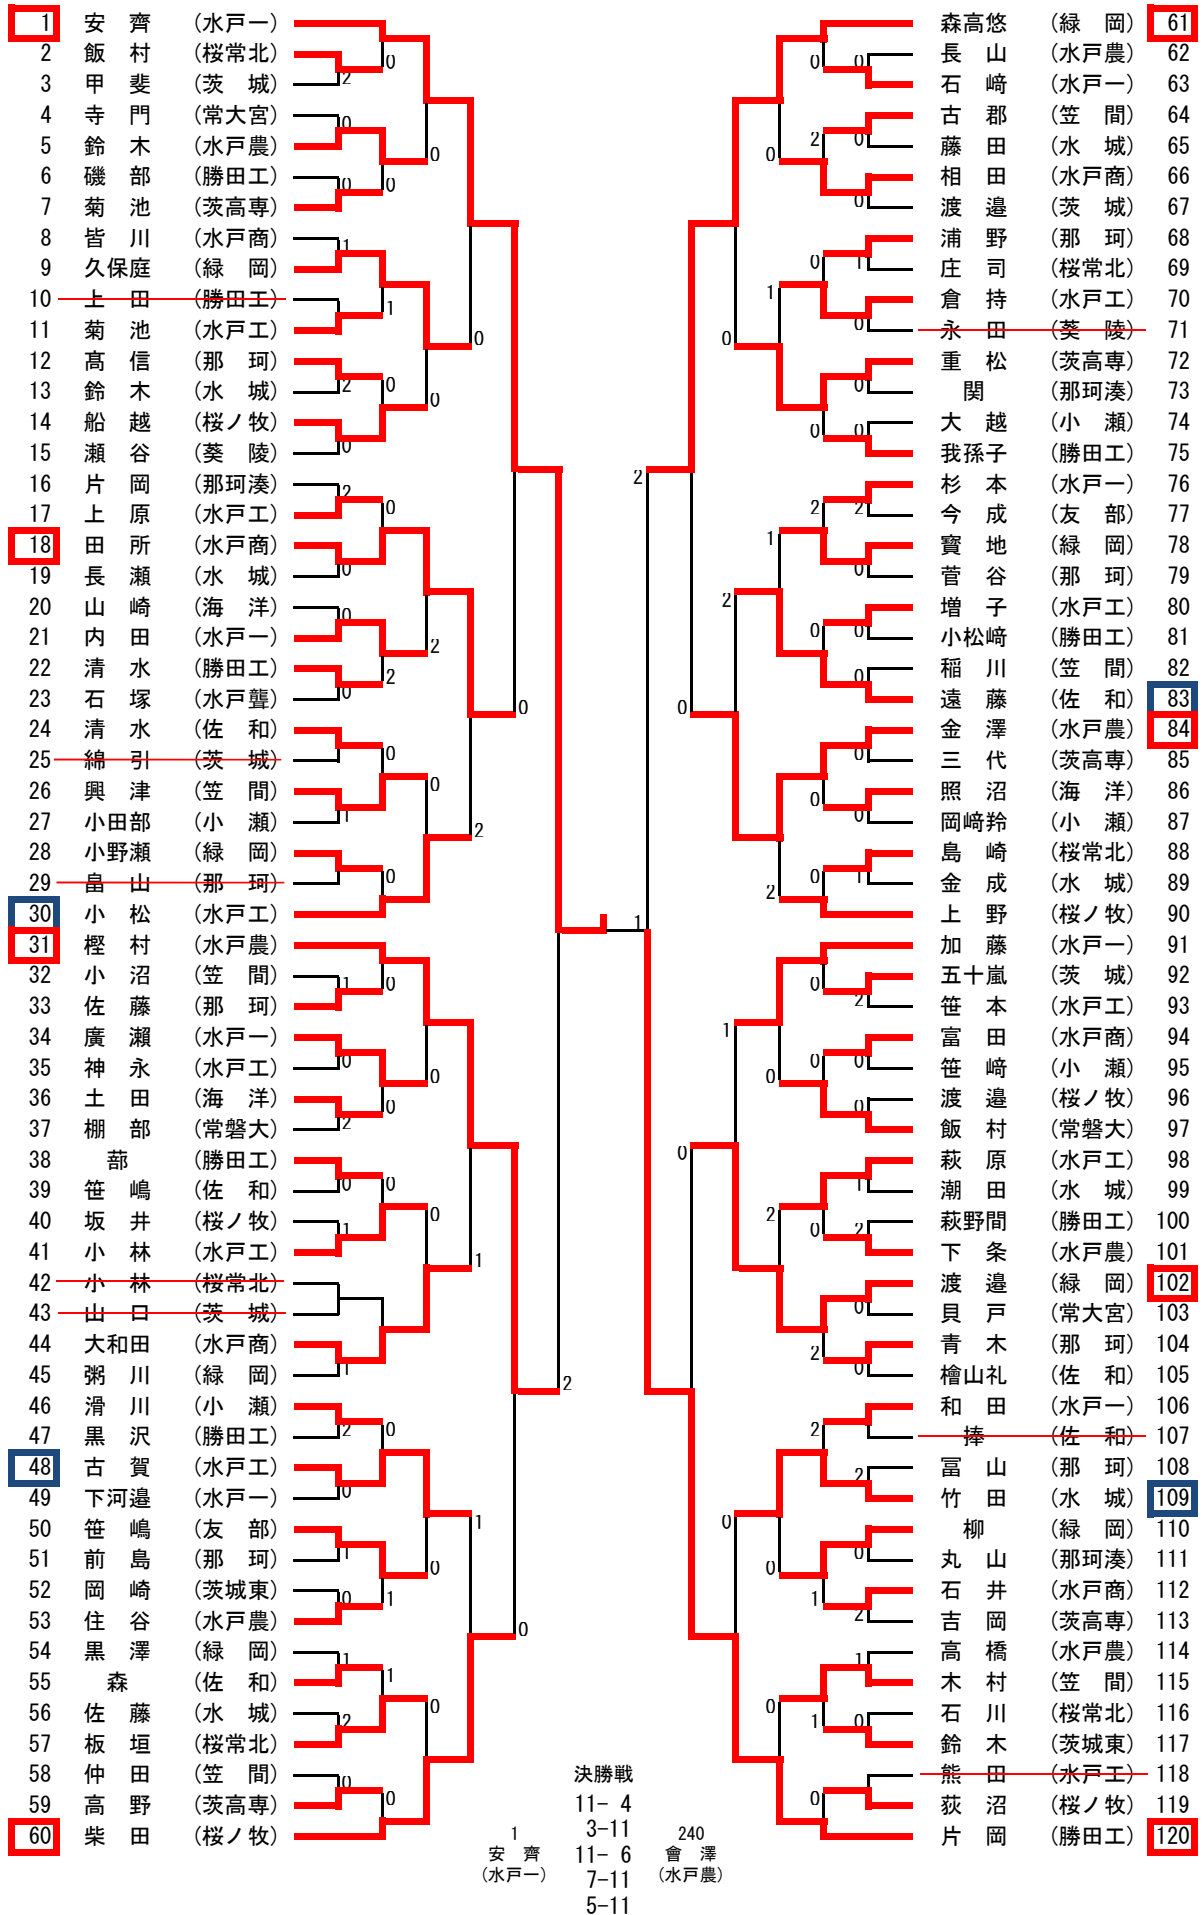 1 安 齊 (水戸一)
2 飯 村 (桜常北)
3 甲 斐 (茨 城)
4 寺 門 (常大宮)
5 鈴 木 (水戸農)
6 磯 部 (勝田工)
7 菊 池 (茨高専)
8 皆 川 (水戸商)
9 久保庭 (緑 岡)
10 上 田 (勝田工)
11 菊 池 (水戸工)
12 髙 信 (那 珂)
13 鈴 木 (水 城)
14 船 越 (桜ノ牧)
15 瀬 谷 (葵 陵)
16 片 岡 (那珂湊)
17 上 原 (水戸工)
18 田 所 (水戸商)
19 長 瀬 (水 城)
20 山 崎 (海 洋)
21 内 田 (水戸一)
22 清 水 (勝田工)
23 石 塚 (水戸聾)
24 清 水 (佐 和)
25 綿 引 (茨 城)
26 興 津 (笠 間)
27 小田部 (小 瀬)
28 小野瀬 (緑 岡)
29 畠 山 (那 珂)
30 小 松 (水戸工)
31 樫 村 (水戸農)
32 小 沼 (笠 間)
33 佐 藤 (那 珂)
34 廣 瀨 (水戸一)
35 神 永 (水戸工)
36 土 田 (海 洋)
37 棚 部 (常磐大)
38 蔀 (勝田工)
39 笹 嶋 (佐 和)
40 坂 井 (桜ノ牧)
41 小 林 (水戸工)
42 小 林 (桜常北)
43 山 口 (茨 城)
44 大和田 (水戸商)
45 粥 川 (緑 岡)
46 滑 川 (小 瀬)
47 黒 沢 (勝田工)
48 古 賀 (水戸工)
49 下河邉 (水戸一)
50 笹 嶋 (友 部)
51 前 島 (那 珂)
52 岡 崎 (茨城東)
53 住 谷 (水戸農)
54 黒 澤 (緑 岡)
55 森 (佐 和)
56 佐 藤 (水 城)
57 板 垣 (桜常北)
58 仲 田 (笠 間)
59 高 野 (茨高専)
60 柴 田 (桜ノ牧)
森高悠 (緑 岡) 61
長 山 (水戸農) 62
石 﨑 (水戸一) 63
古 郡 (笠 間) 64
藤 田 (水 城) 65
相 田 (水戸商) 66
渡 邉 (茨 城) 67
浦 野 (那 珂) 68
庄 司 (桜常北) 69
倉 持 (水戸工) 70
永 田 (葵 陵) 71
重 松 (茨高専) 72
関 (那珂湊) 73
大 越 (小 瀬) 74
我孫子 (勝田工) 75
杉 本 (水戸一) 76
今 成 (友 部) 77
寳 地 (緑 岡) 78
菅 谷 (那 珂) 79
増 子 (水戸工) 80
小松﨑 (勝田工) 81
稲 川 (笠 間) 82
遠 藤 (佐 和) 83
金 澤 (水戸農) 84
三 代 (茨高専) 85
照 沼 (海 洋) 86
岡﨑羚 (小 瀬) 87
島 崎 (桜常北) 88
金 成 (水 城) 89
上 野 (桜ノ牧) 90
加 藤 (水戸一) 91
五十嵐 (茨 城) 92
笹 本 (水戸工) 93
富 田 (水戸商) 94
笹 﨑 (小 瀬) 95
渡 邉 (桜ノ牧) 96
飯 村 (常磐大) 97
萩 原 (水戸工) 98
潮 田 (水 城) 99
萩野間 (勝田工) 100
下 条 (水戸農) 101
渡 邉 (緑 岡) 102
貝 戸 (常大宮) 103
青 木 (那 珂) 104
檜山礼 (佐 和) 105
和 田 (水戸一) 106
捧 (佐 和) 107
冨 山 (那 珂) 108
竹 田 (水 城) 109
柳 (緑 岡) 110
丸 山 (那珂湊) 111
石 井 (水戸商) 112
吉 岡 (茨高専) 113
高 橋 (水戸農) 114
木 村 (笠 間) 115
石 川 (桜常北) 116
鈴 木 (茨城東) 117
熊 田 (水戸工) 118
荻 沼 (桜ノ牧) 119
片 岡 (勝田工) 120
決勝戦
11- 4
3-11
11- 6
7-11
5-11
1
安 齊
(水戸一)
240
會 澤
(水戸農)